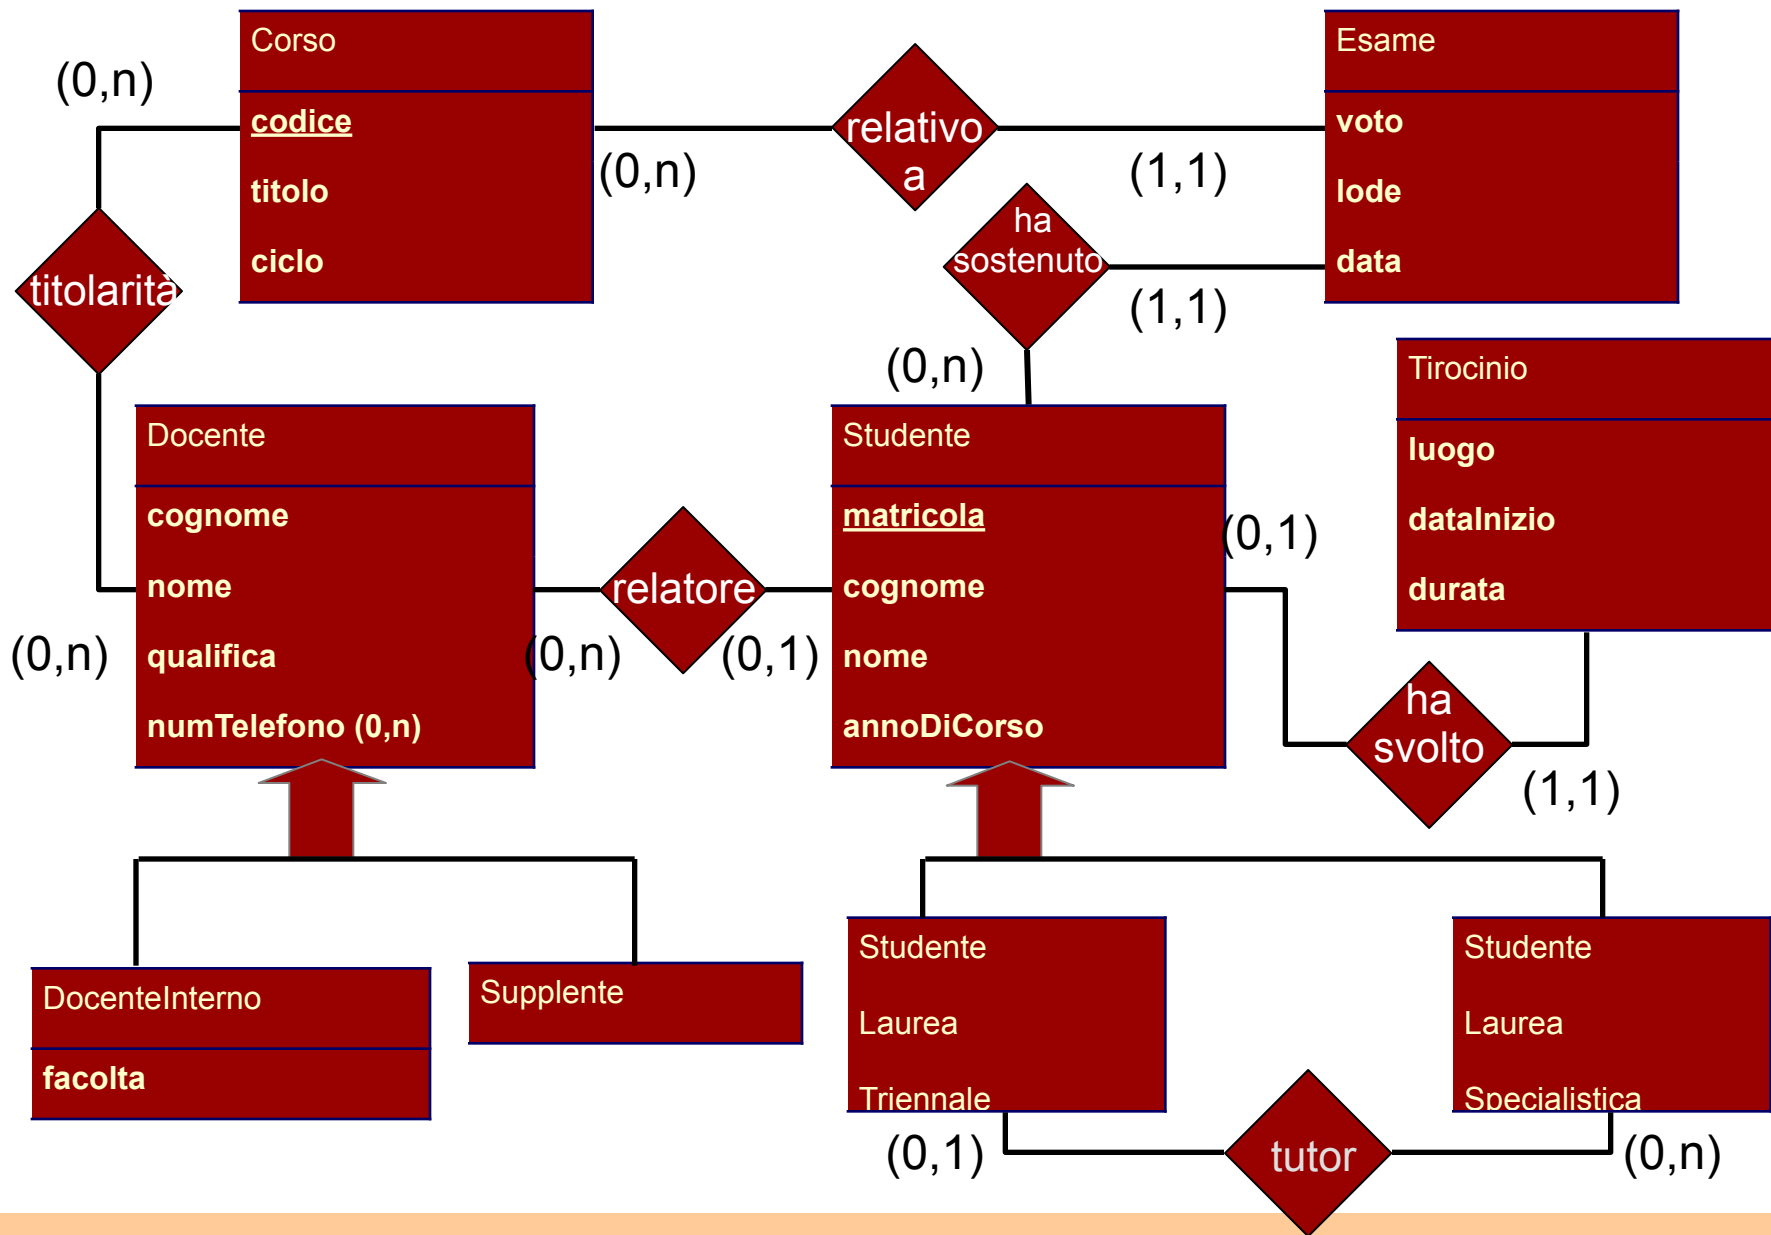 Corso
codice
titolo
ciclo
(0,n)
(0,n)
relativo
a
(1,1)
Esame
voto
lode
data
ha
sostenuto
(1,1)
(0,n)
titolarità
(0,n)
Docente
cognome
nome
qualifica
numTelefono (0,n)
(0,n)
relatore
(0,1)
Studente
matricola
cognome
nome
annoDiCorso
(0,1)
Tirocinio
luogo
dataInizio
durata
ha
svolto
(1,1)
DocenteInterno
facolta
Supplente
Studente
Laurea
Triennale
(0,1)
tutor
Studente
Laurea
Specialistica
(0,n)